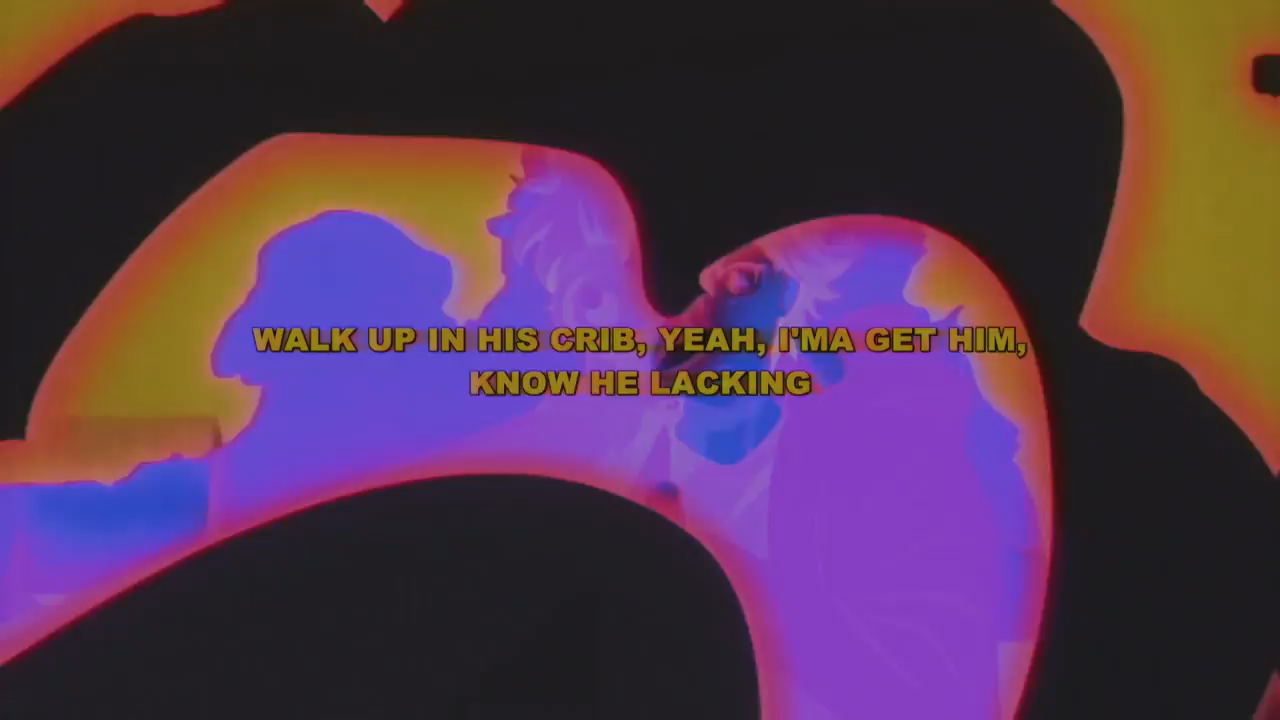 WALK UP IN HIS CRIB, YEAH, I'MA GET HIM,
KNOW HE LACKING